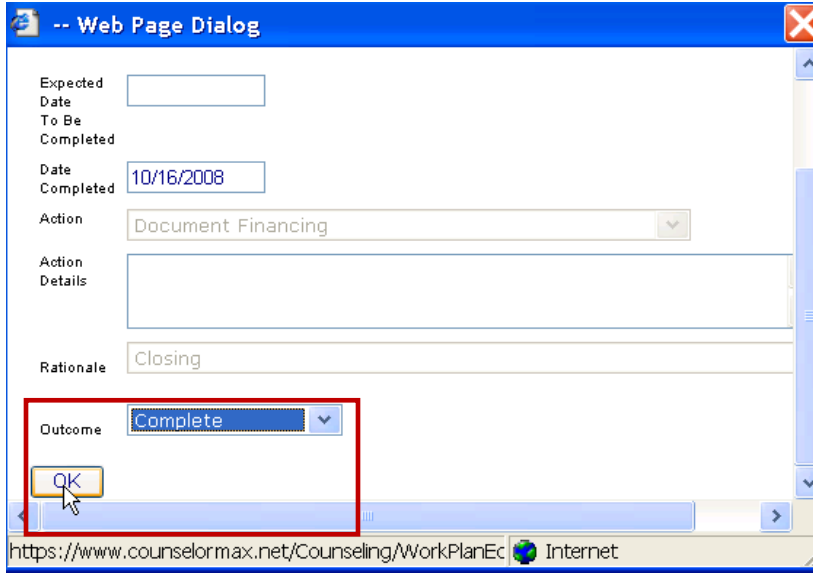 -- Web Page Dialog
Expected
Date
To Be
Completed
Date
Completed
10/16/2008
Action
Document Financing
Action
Details
Rationale
Closing
Outcome
Complete
OK
https://www.counselormax.net/Counseling/WorkPlanEc
Internet